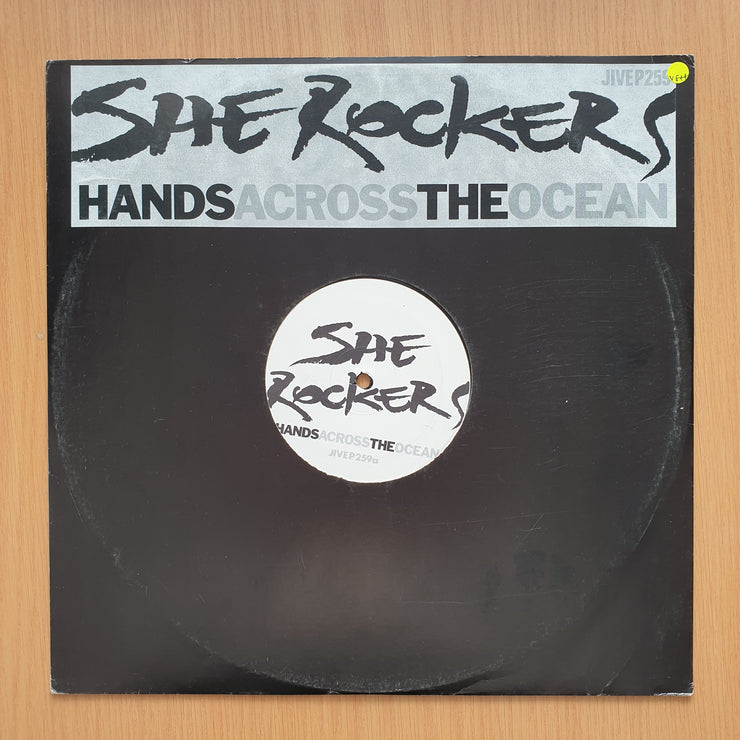 JIVEP259
SHE ROCKERS
HANDSACROSSTHEOCEAN
SHE
ROCKERS
HANDSACROSSTHEOCEAN
JIVEP259a